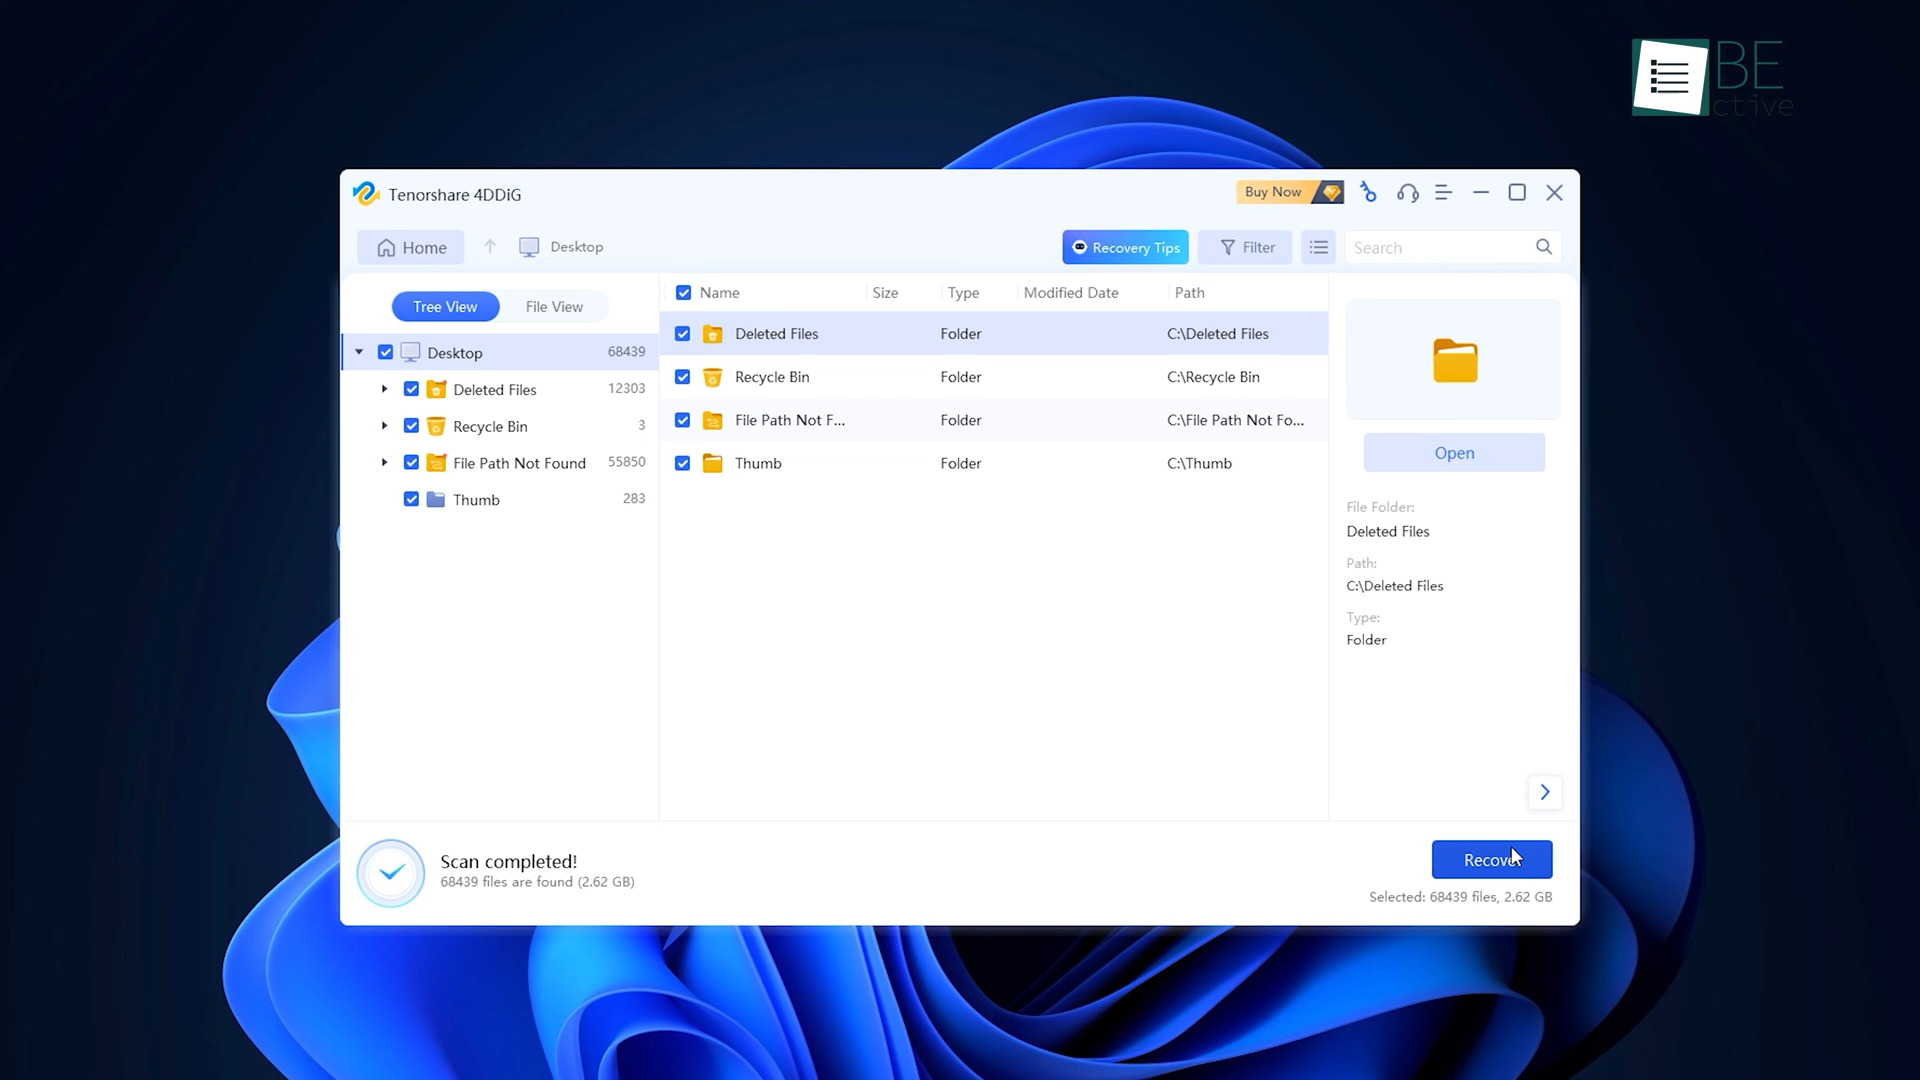 BE
ctive
Tenorshare 4DDiG
Buy Now
Home
Desktop
Recovery Tips
Filter
Search
Tree View
File View
Name
Size
Type
Modified Date
Path
Desktop
68439
Deleted Files
12303
Recycle Bin
3
File Path Not Found
55850
Thumb
283
Deleted Files
Folder
C:\Deleted Files
Recycle Bin
Folder
C:\Recycle Bin
File Path Not F...
Folder
C:\File Path Not Fo...
Thumb
Folder
C:\Thumb
Open
File Folder:
Deleted Files
Path:
C:\Deleted Files
Type:
Folder
Scan completed!
68439 files are found (2.62 GB)
Recover
Selected: 68439 files, 2.62 GB